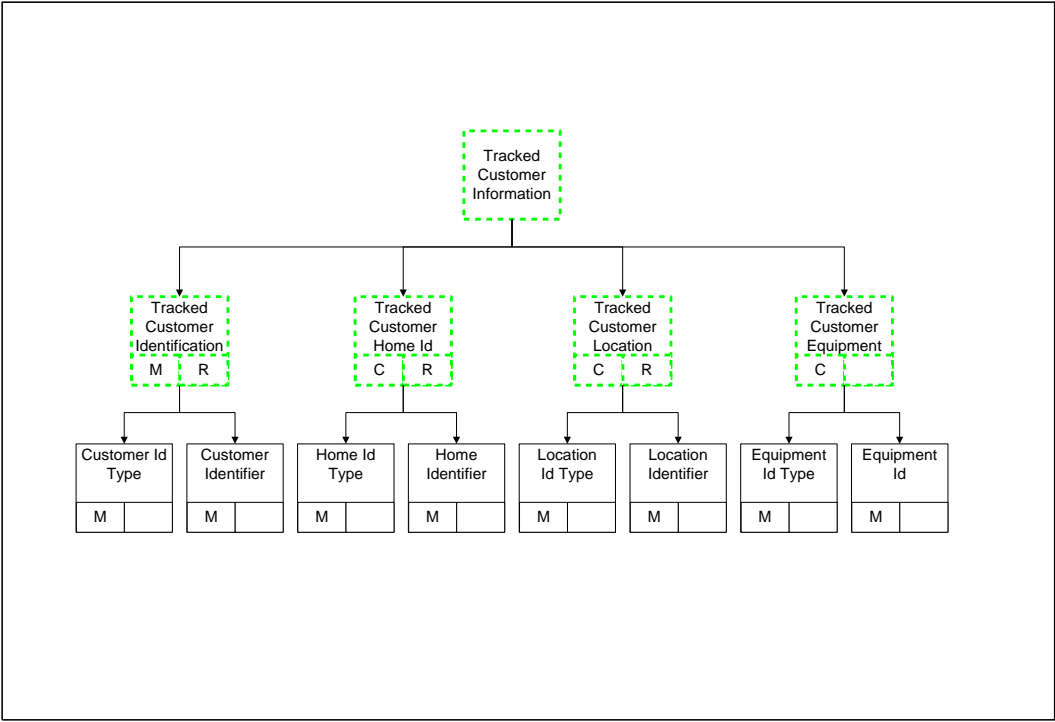 Tracked
Customer
Information
Tracked
Customer
Identification
M R
Tracked
Customer
Home Id
C R
Tracked
Customer
Location
C R
Tracked
Customer
Equipment
C
Customer Id
Type
M
Customer
Identifier
M
Home Id
Type
M
Home
Identifier
M
Location
Id Type
M
Location
Identifier
M
Equipment
Id Type
M
Equipment
Id
M